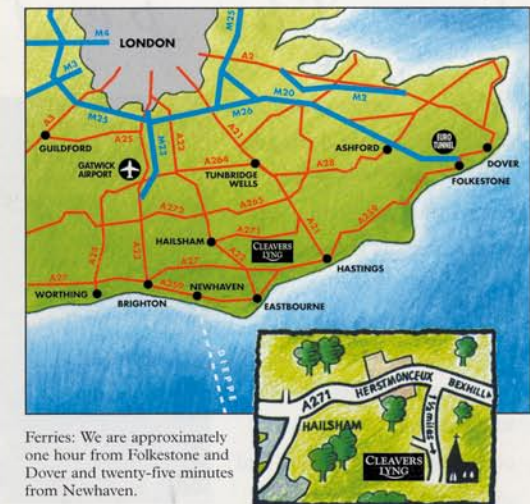 M4
LONDON
M25
A2
M3
M25
M20
M2
M26
A3
A25
M23
A22
A21
GUILDFORD
GATWICK
AIRPORT
A264
TUNBRIDGE
WELLS
A28
ASHFORD
EURO
TUNNEL
DOVER
FOLKESTONE
A272
A265
A21
A259
HAILSHAM
A271
CLEAVERS
LYNG
A22
A27
HASTINGS
A23
A27
WORTHING
BRIGHTON
A259
NEWHAVEN
EASTBOURNE
DIEPPE
Ferries: We are approximately
one hour from Folkestone and
Dover and twenty-five minutes
from Newhaven.
A271
HERSTMONCEUX
BEXHILL
HAILSHAM
CLEAVERS
LYNG